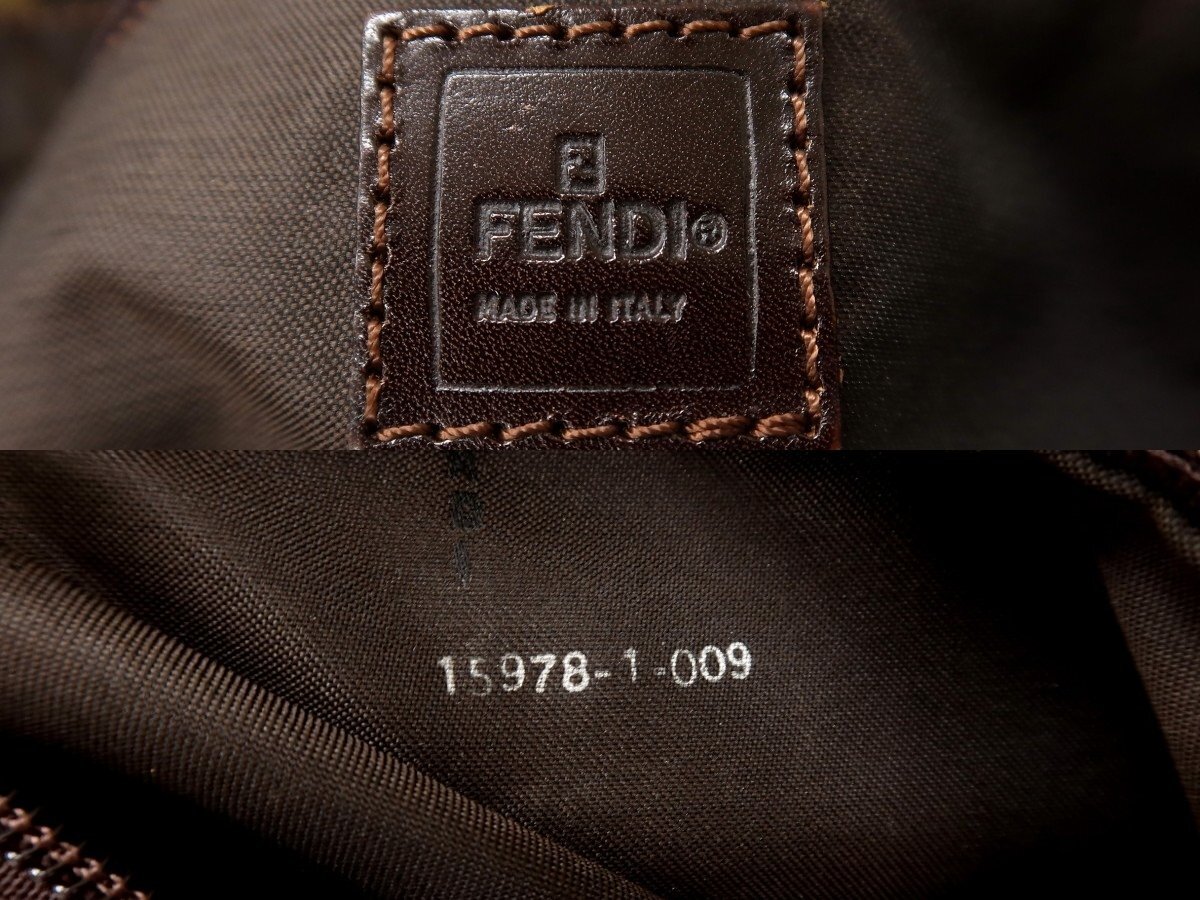 FENDI®
MADE IN ITALY
15978-1-009